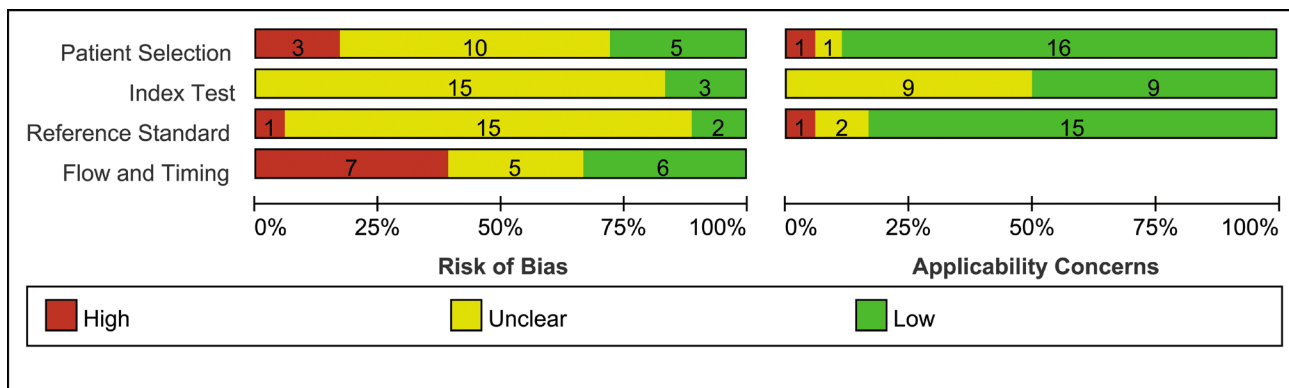 Patient Selection 3 10 5 1 1 16
Index Test 15 3 9 9
Reference Standard 1 15 2 1 2 15
Flow and Timing 7 5 6
0% 25% 50% 75% 100% 0% 25% 50% 75% 100%
Risk of Bias Applicability Concerns
High Unclear Low